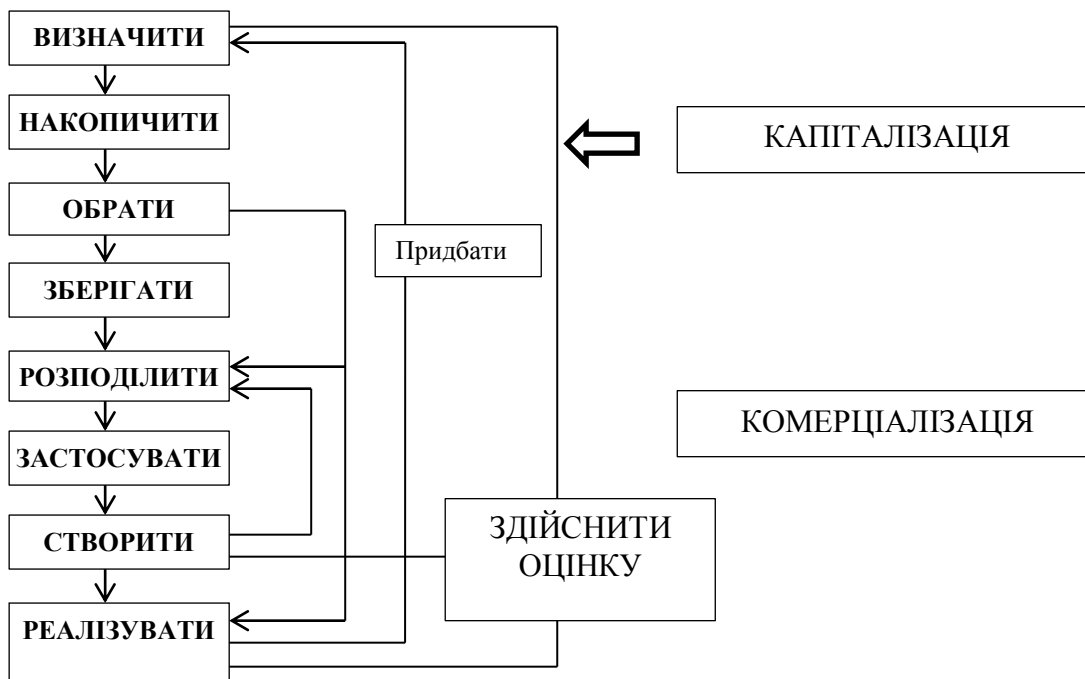 ВИЗНАЧИТИ
НАКОПИЧИТИ
ОБРАТИ
ЗБЕРІГАТИ
РОЗПОДІЛИТИ
ЗАСТОСУВАТИ
СТВОРИТИ
РЕАЛІЗУВАТИ
Придбати
ЗДІЙСНИТИ
ОЦІНКУ
КАПІТАЛІЗАЦІЯ
КОМЕРЦІАЛІЗАЦІЯ